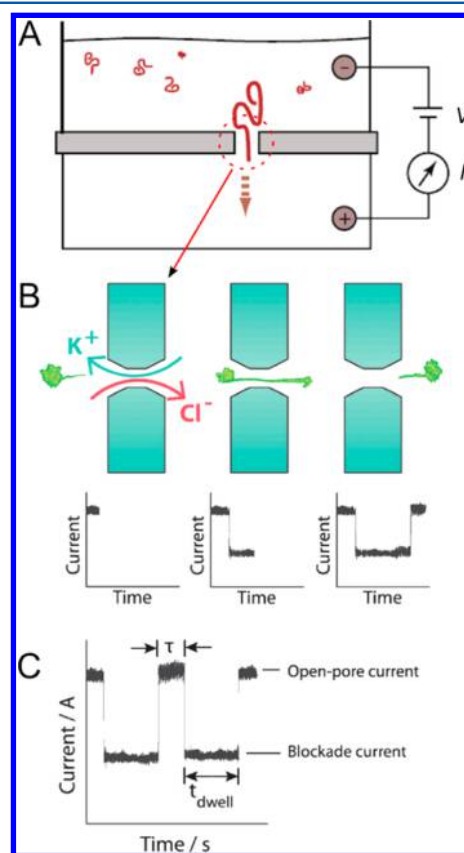 A
−
V
I
+
B
K+
Cl−
Current
Time
Current
Time
Current
Time
C
τ
Open-pore current
Blockade current
tdwell
Current / A
Time / s